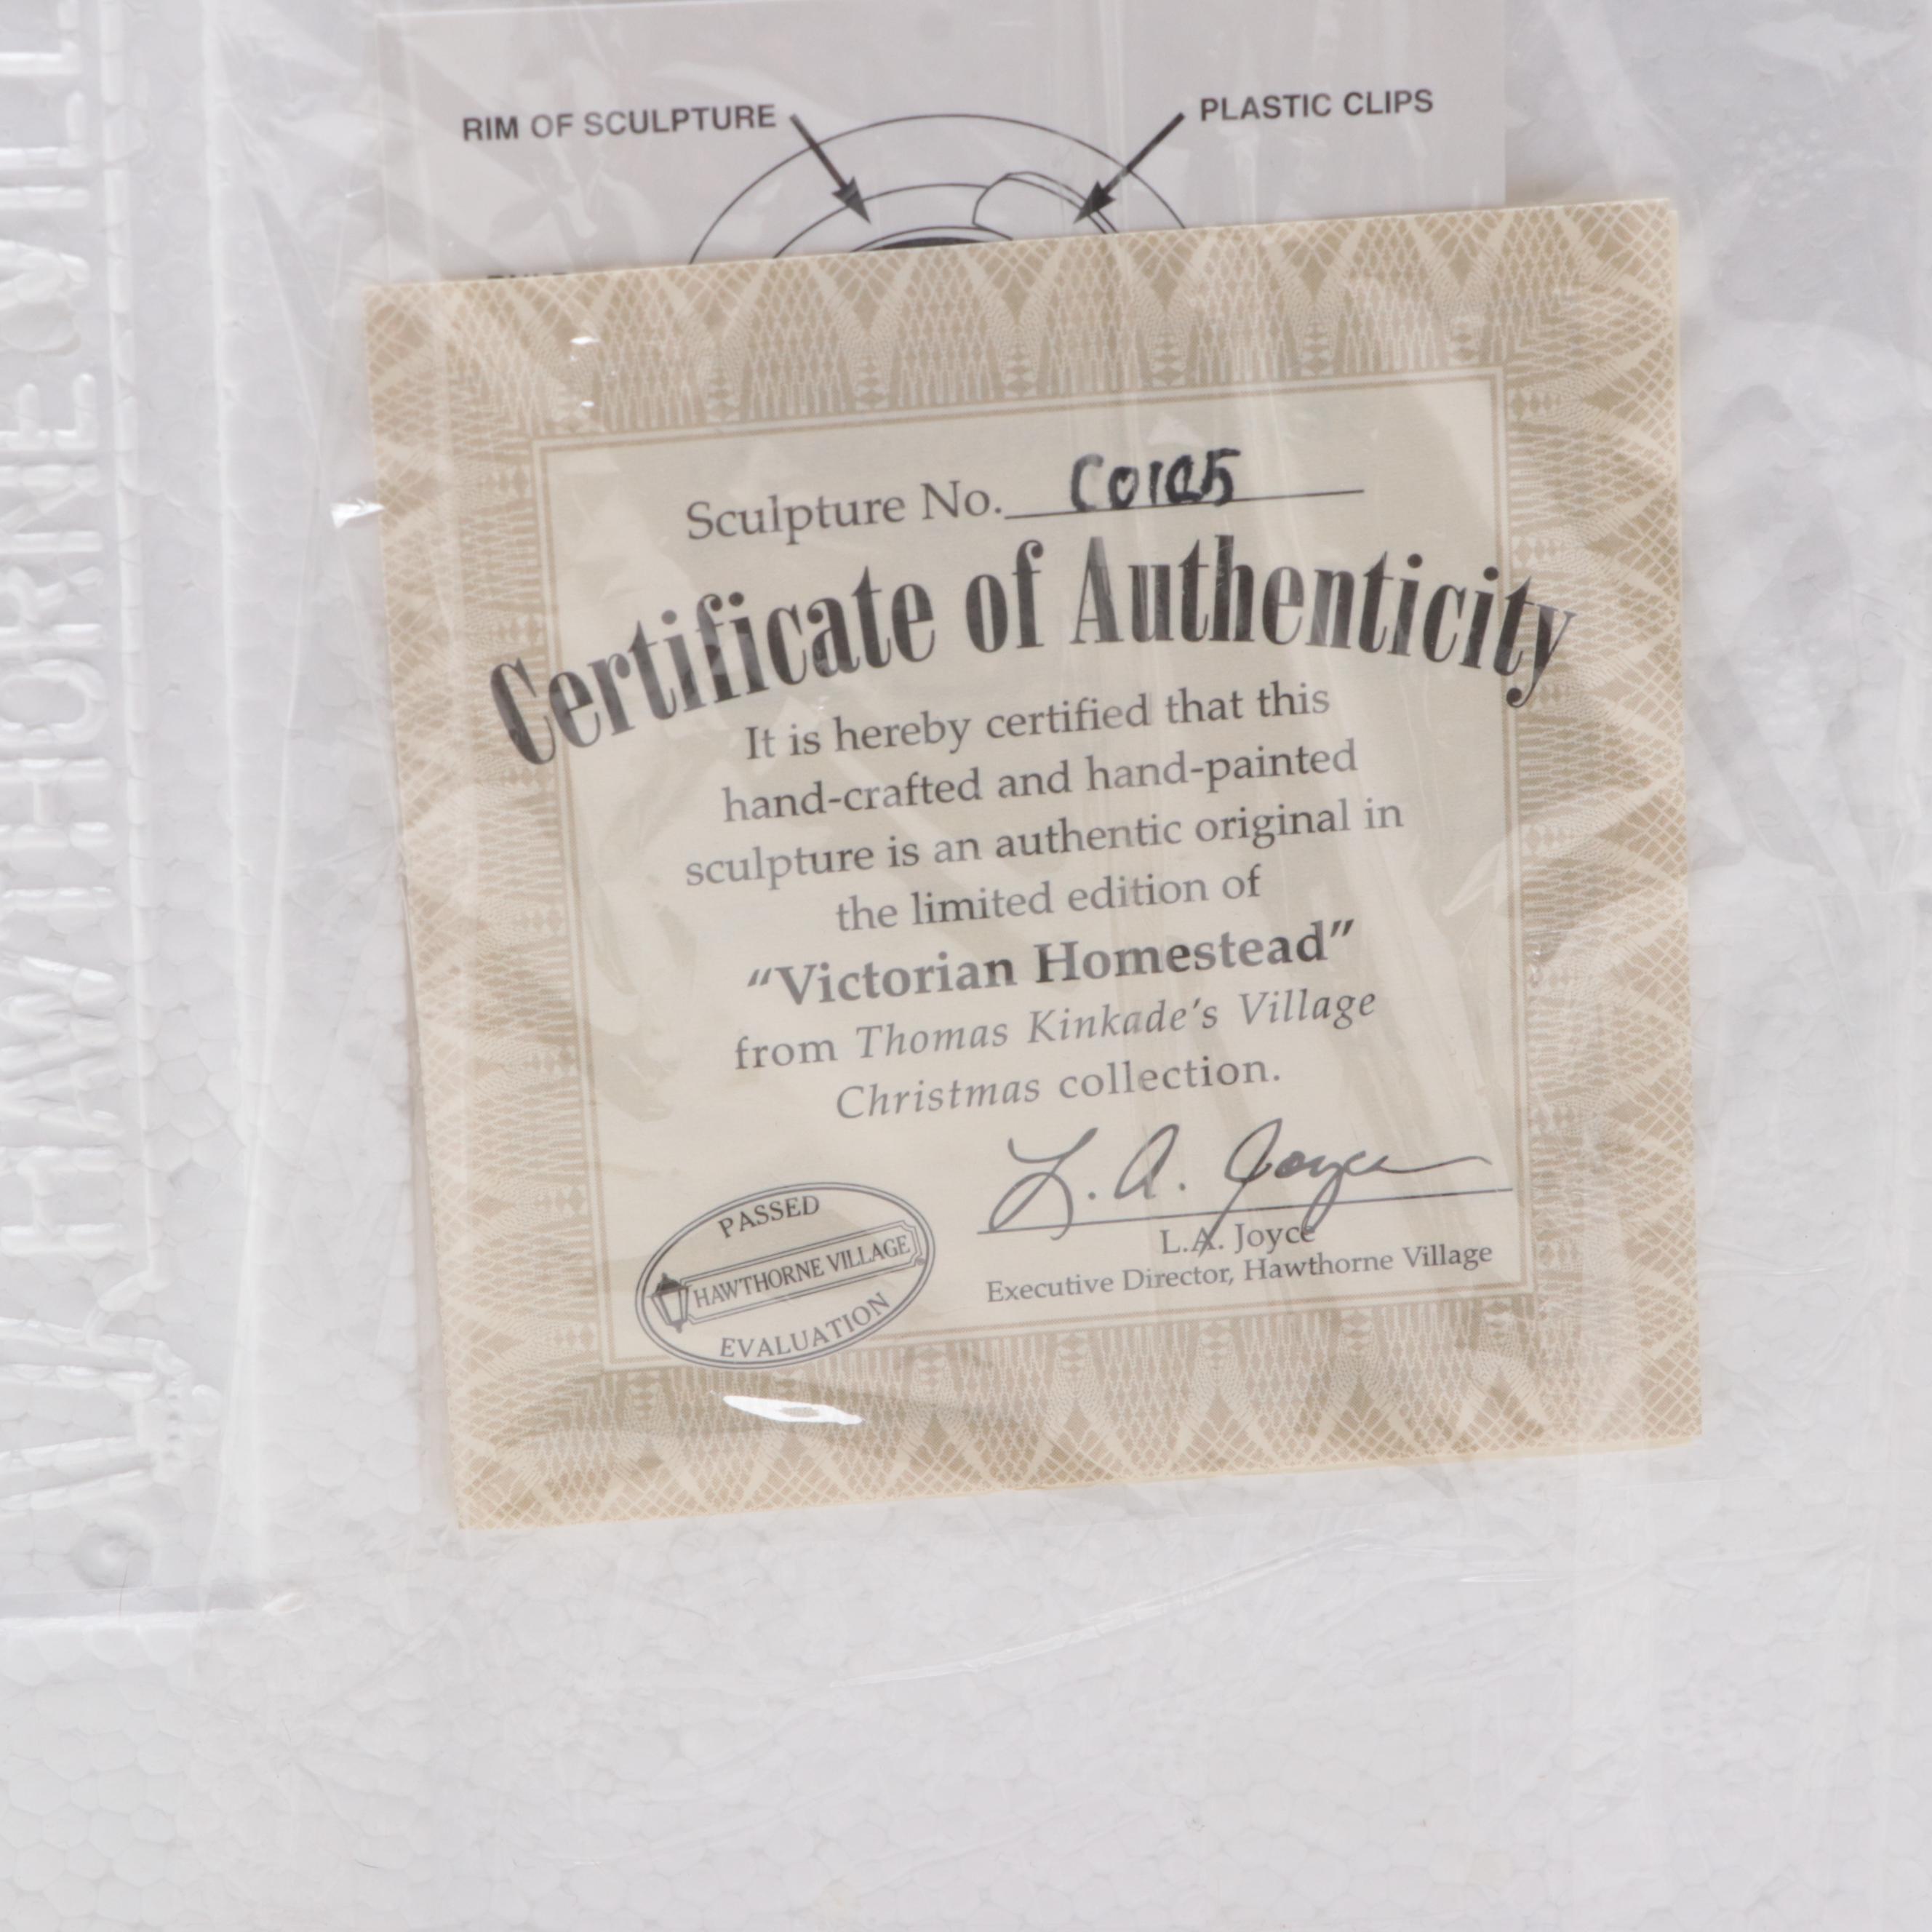 RIM OF SCULPTURE
PLASTIC CLIPS
HAWTHORNE VILL
Sculpture No.
Certificate of Authenticity
It is hereby certified that this
hand-crafted and hand-painted
sculpture is an authentic original in
the limited edition of
“Victorian Homestead”
from Thomas Kinkade’s Village
Christmas collection.
L. A. Joyce
L.A. Joyce
Executive Director, Hawthorne Village
PASSED
HAWTHORNE VILLAGE
EVALUATION